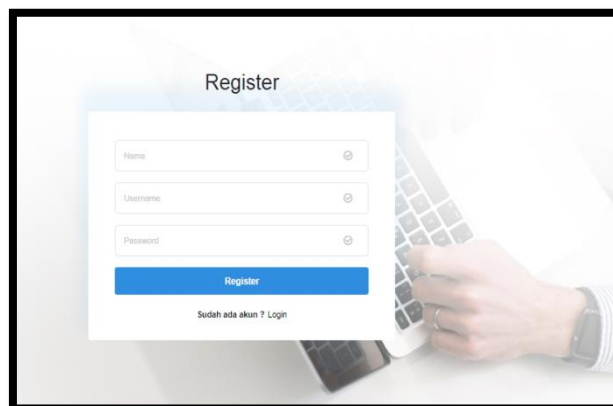 Register
Name
Username
Password
Register
Sudah ada akun ? Login